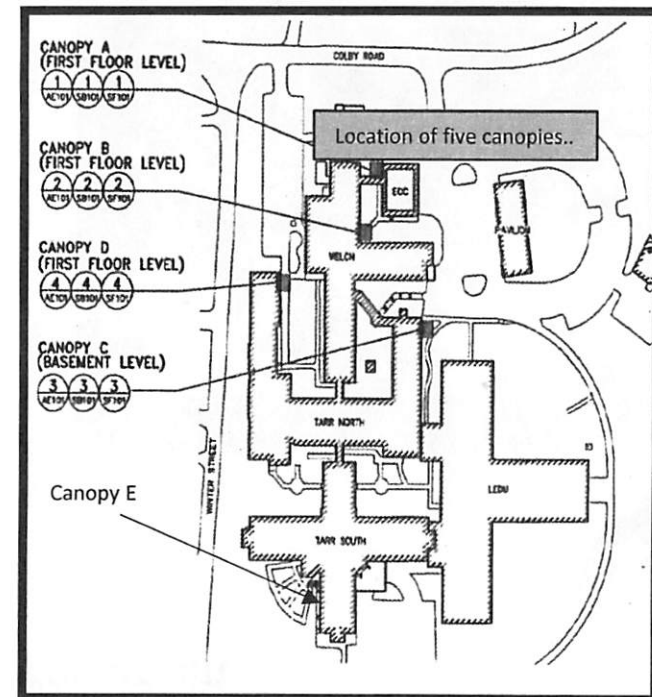 CANOPY A
(FIRST FLOOR LEVEL)
1 1 1
AE101 SB101 SF101
CANOPY B
(FIRST FLOOR LEVEL)
2 2 2
AE101 SB101 SF101
CANOPY D
(FIRST FLOOR LEVEL)
4 4 4
AE101 SB101 SF101
CANOPY C
(BASEMENT LEVEL)
3 3 3
AE101 SB101 SF101
COLBY ROAD
Location of five canopies..
ECC
PAVILION
WELCH
TARR NORTH
WINTER STREET
Canopy E
LEDU
TARR SOUTH